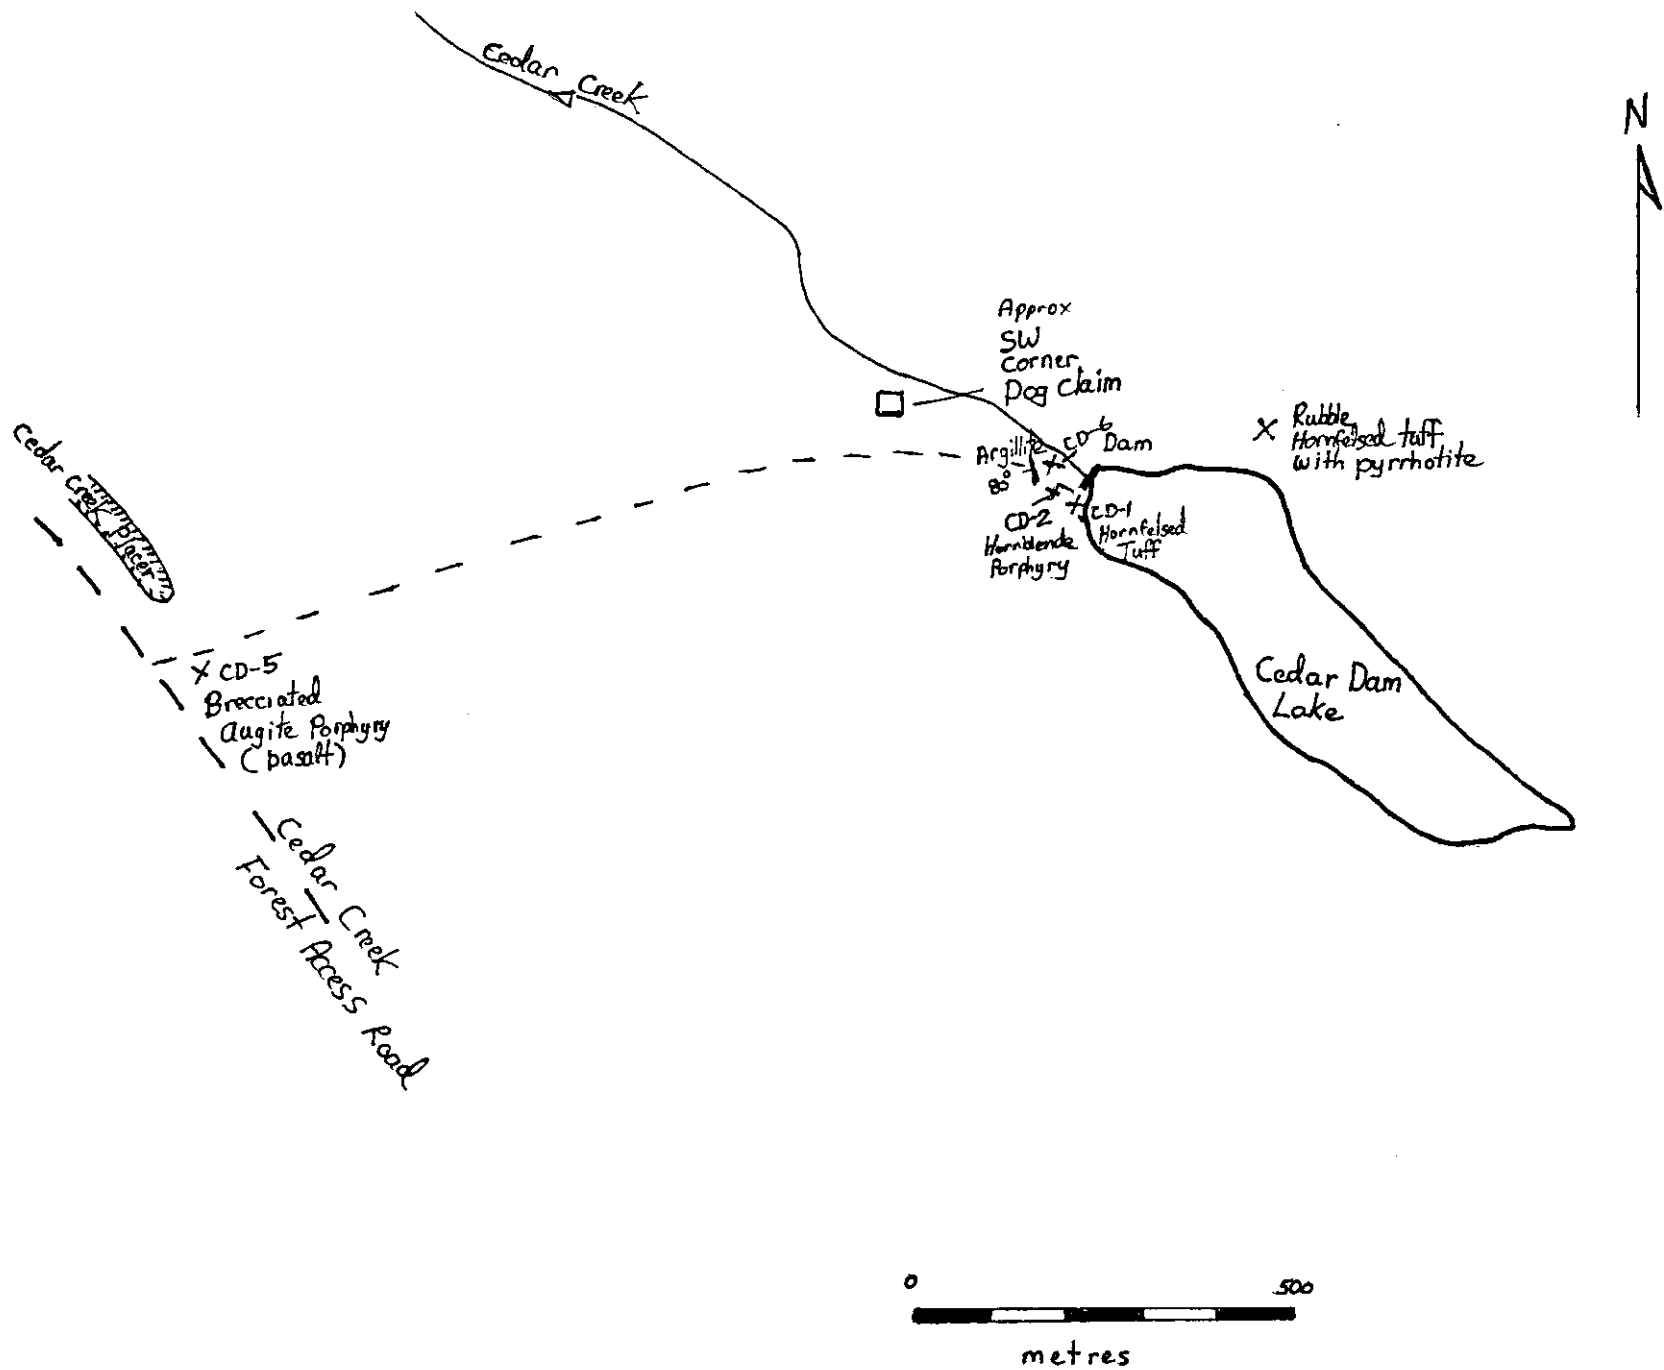 Cedar Creek
N
Approx
SW
Corner
Dog Claim
Rubble,
Hornfelsed tuff
with pyrrhotite
Argillite
80°
CD-6
Dam
CD-2
Hornblende
Porphyry
CD-1
Hornfelsed
Tuff
Cedar Creek Placer
CD-5
Brecciated
augite Porphyry
(basalt)
Cedar Dam
Lake
Cedar Creek
Forest Access Road
0 500
metres